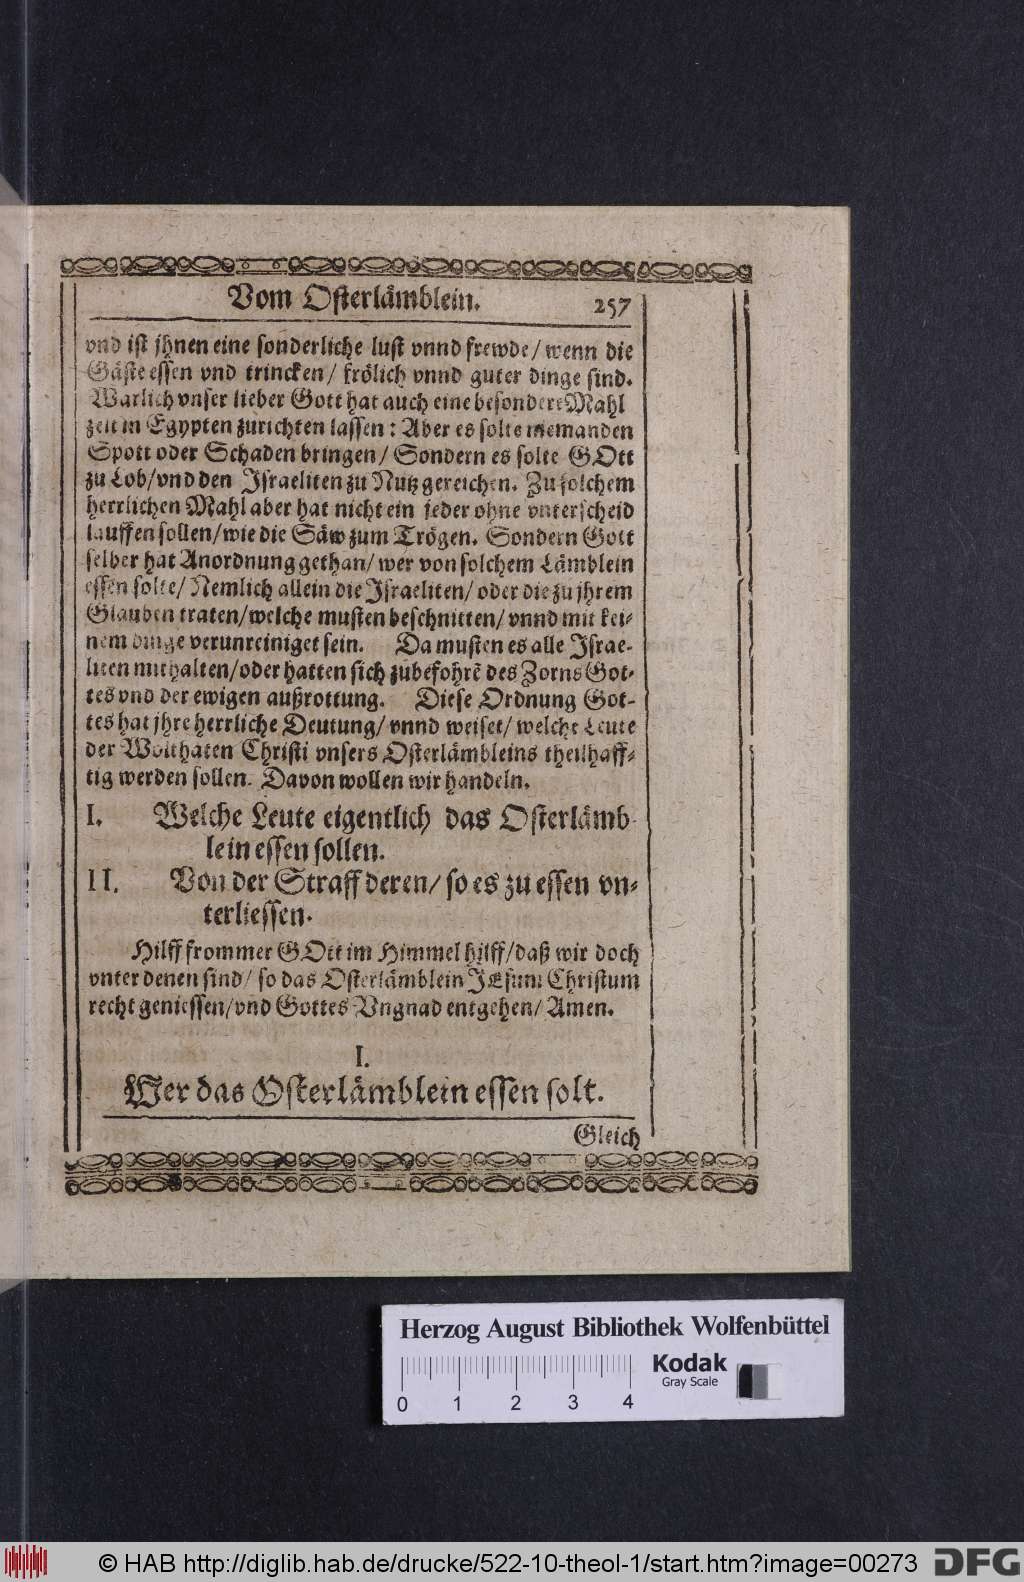 Vom Osterlämblein. 257
vnd ist jhnen eine sonderliche lust vnnd frewde/ wenn die
Gäste essen vnd trincken/ frölich vnnd guter dinge sind.
Warlich vnser lieber Gott hat auch eine besondere Mahl
zeit in Egypten zurichten lassen: Aber es solte niemanden
Spott oder Schaden bringen/ Sondern es solte GOtt
zu Lob/vnd den Israeliten zu Nutz gereichen. Zu solchem
herrlichen Mahl aber hat nicht ein jeder ohne vnterscheid
lauffen sollen/wie die Säw zum Trögen. Sondern Gott
selber hat Anordnung gethan/ wer von solchem Lämblein
essen solte/ Nemlich allein die Israeliten/ oder die zu jhrem
Glauben traten/welche musten beschnitten/ vnnd mit kei-
nem dinge verunreiniget sein. Da musten es alle Israe-
liten mithalten/oder hatten sich zubefohrē des Zorns Got-
tes vnd der ewigen außrottung. Diese Ordnung Got-
tes hat jhre herrliche Deutung/ vnnd weiset/ welche Leute
der Wolthaten Christi vnsers Osterlämbleins theilhaff-
tig werden sollen. Davon wollen wir handeln.
I. Welche Leute eigentlich das Osterlämb-
lein essen sollen.
II. Von der Straff deren/ so es zu essen vn-
terliessen.
Hilff frommer GOtt im Himmel hilff/daß wir doch
vnter denen sind/ so das Osterlämblein JEsum Christum
recht geniessen/vnd Gottes Vngnad entgehen/ Amen.
I.
Wer das Osterlämblein essen solt.
Gleich
Herzog August Bibliothek Wolfenbüttel
Kodak
Gray Scale
0 1 2 3 4
© HAB http://diglib.hab.de/drucke/522-10-theol-1/start.htm?image=00273 DFG